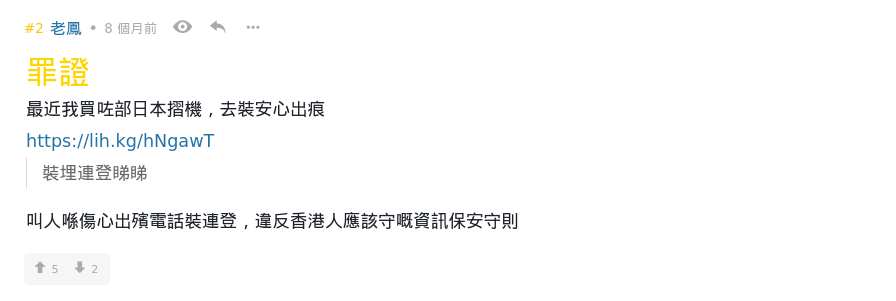 #2 老鳳 • 8 個月前
罪證
最近我買咗部日本摺機，去裝安心出痕
https://lih.kg/hNgawT
裝埋連登睇睇
叫人喺傷心出殯電話裝連登，違反香港人應該守嘅資訊保安守則
5 2